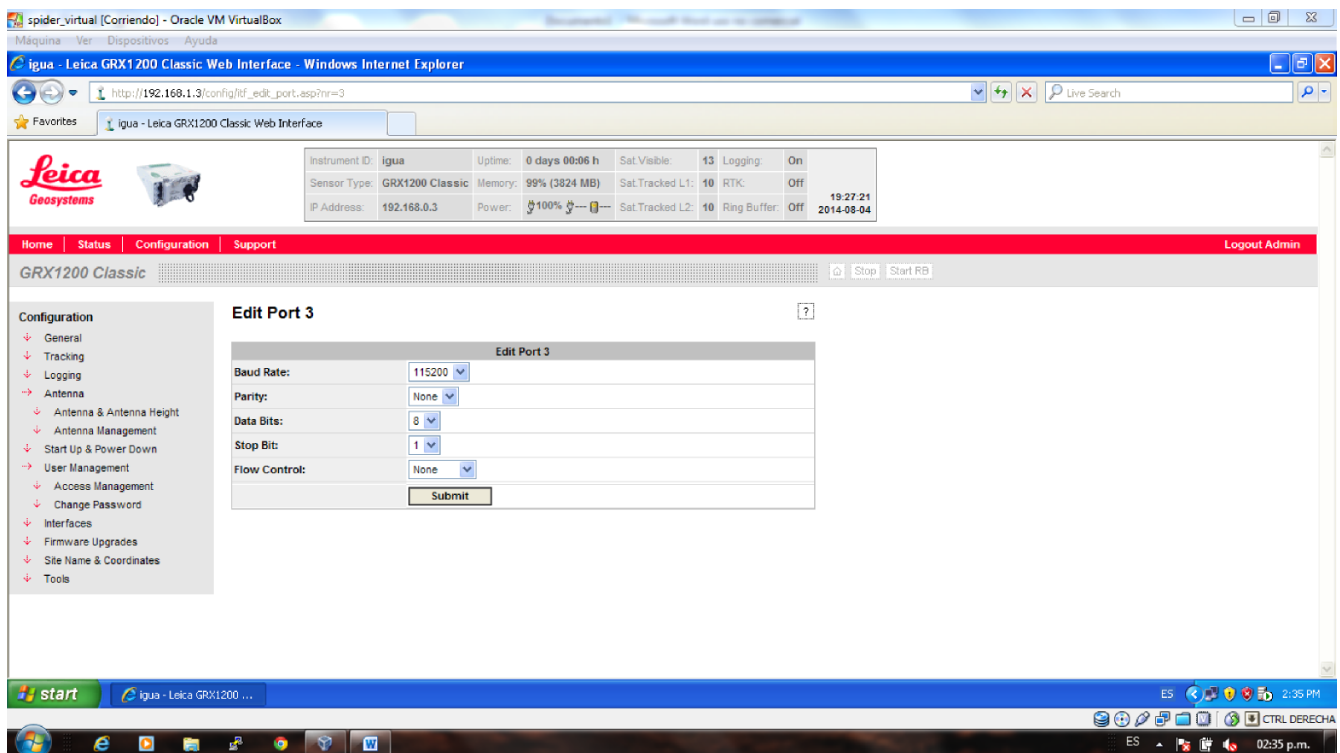 spider_virtual [Corriendo] - Oracle VM VirtualBox
Máquina Ver Dispositivos Ayuda
igua - Leica GRX1200 Classic Web Interface - Windows Internet Explorer
http://192.168.1.3/config/itf_edit_port.asp?nr=3
Live Search
Favorites
igua - Leica GRX1200 Classic Web Interface
Leica
Geosystems
Instrument ID: igua Uptime: 0 days 00:06 h Sat.Visible: 13 Logging: On
Sensor Type: GRX1200 Classic Memory: 99% (3824 MB) Sat.Tracked L1: 10 RTK: Off
IP Address: 192.168.0.3 Power: 100% --- --- Sat.Tracked L2: 10 Ring Buffer: Off
19:27:21
2014-08-04
Home Status Configuration Support Logout Admin
GRX1200 Classic Stop Start RB
Configuration
General
Tracking
Logging
Antenna
Antenna & Antenna Height
Antenna Management
Start Up & Power Down
User Management
Access Management
Change Password
Interfaces
Firmware Upgrades
Site Name & Coordinates
Tools
Edit Port 3 ?
Edit Port 3
Baud Rate: 115200
Parity: None
Data Bits: 8
Stop Bit: 1
Flow Control: None
Submit
start igua - Leica GRX1200 ... ES 2:35 PM
CTRL DERECHA
ES 02:35 p.m.